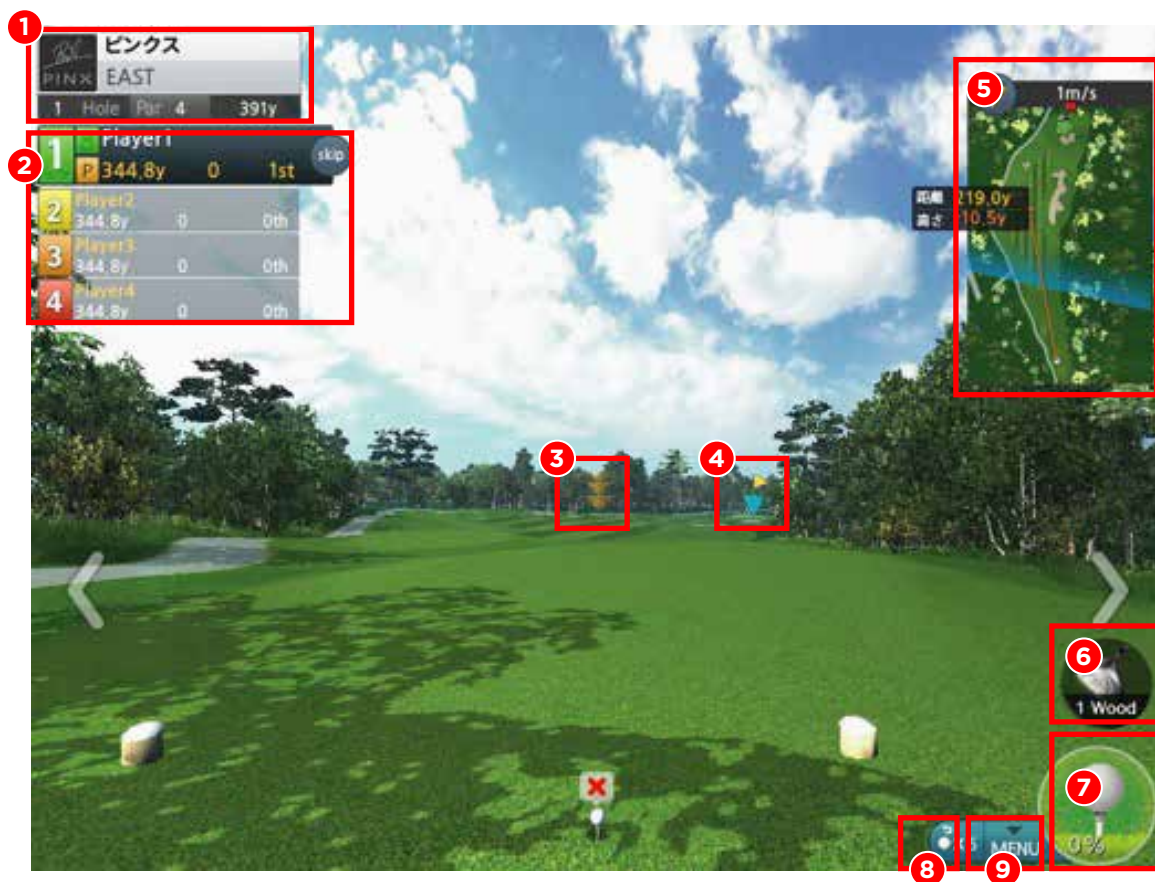 1
ピンクス
PINX EAST
1 Hole Par 4 391y
2
1 Player1
P 344.8y 0 1st skip
2 Player2
344.8y 0 0th
3 Player3
344.8y 0 0th
4 Player4
344.8y 0 0th
5
1m/s
距離 219.0y
高さ 10.5y
3
4
6
1 Wood
7
0%
X5 MENU
8
9